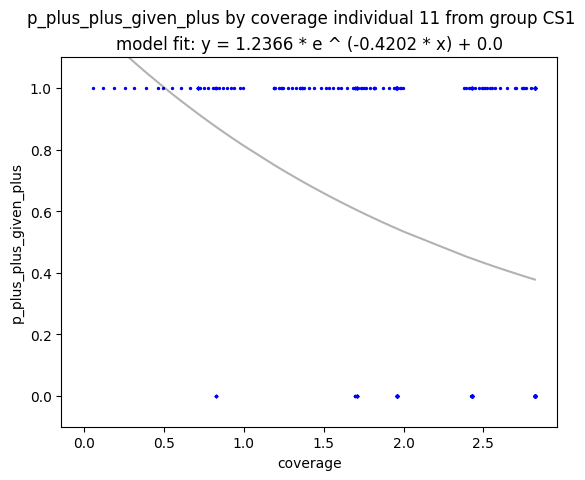 p_plus_plus_given_plus by coverage individual 11 from group CS1
model fit: y = 1.2366 * e ^ (-0.4202 * x) + 0.0
1.0
0.8
0.6
0.4
0.2
0.0
p_plus_plus_given_plus
0.0 0.5 1.0 1.5 2.0 2.5
coverage